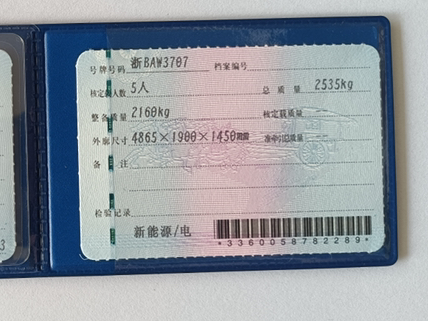 号牌号码 浙BAW3707 档案编号
核定载人数 5人 总质量 2535kg
整备质量 2160kg 核定载质量
外廓尺寸 4865×1900×1450mm 准牵引总质量
备注
检验记录
新能源/电
*3360058782289*
3